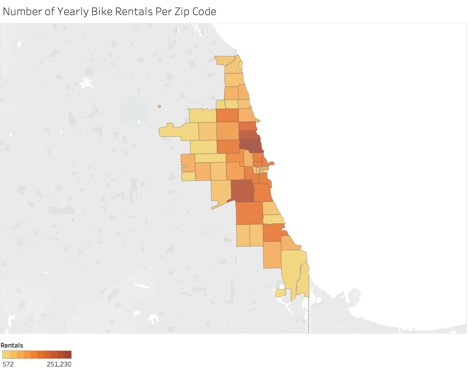 Number of Yearly Bike Rentals Per Zip Code
Rentals
572 251,230